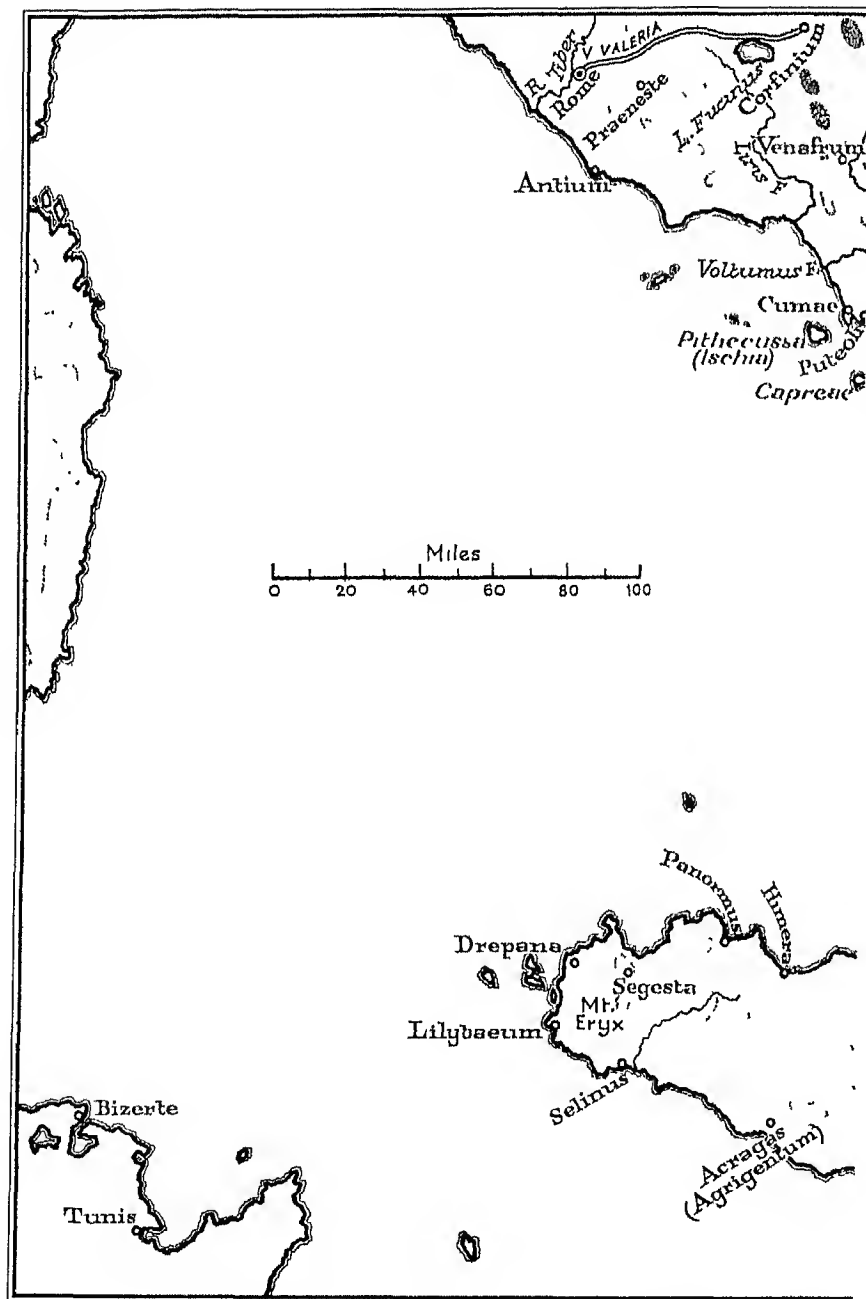 R. Tiber
V. VALERIA
Rome
Praeneste
L. Fucinus
Corfinium
Venafrum
Liris F.
Antium
Volturnus F.
Cumae
Pithecussa
(Ischia)
Puteoli
Capreae
Miles
0 20 40 60 80 100
Panormus
Himera
Drepana
Segesta
Mt.
Eryx
Lilybaeum
Selinus
Acragas
(Agrigentum)
Bizerte
Tunis